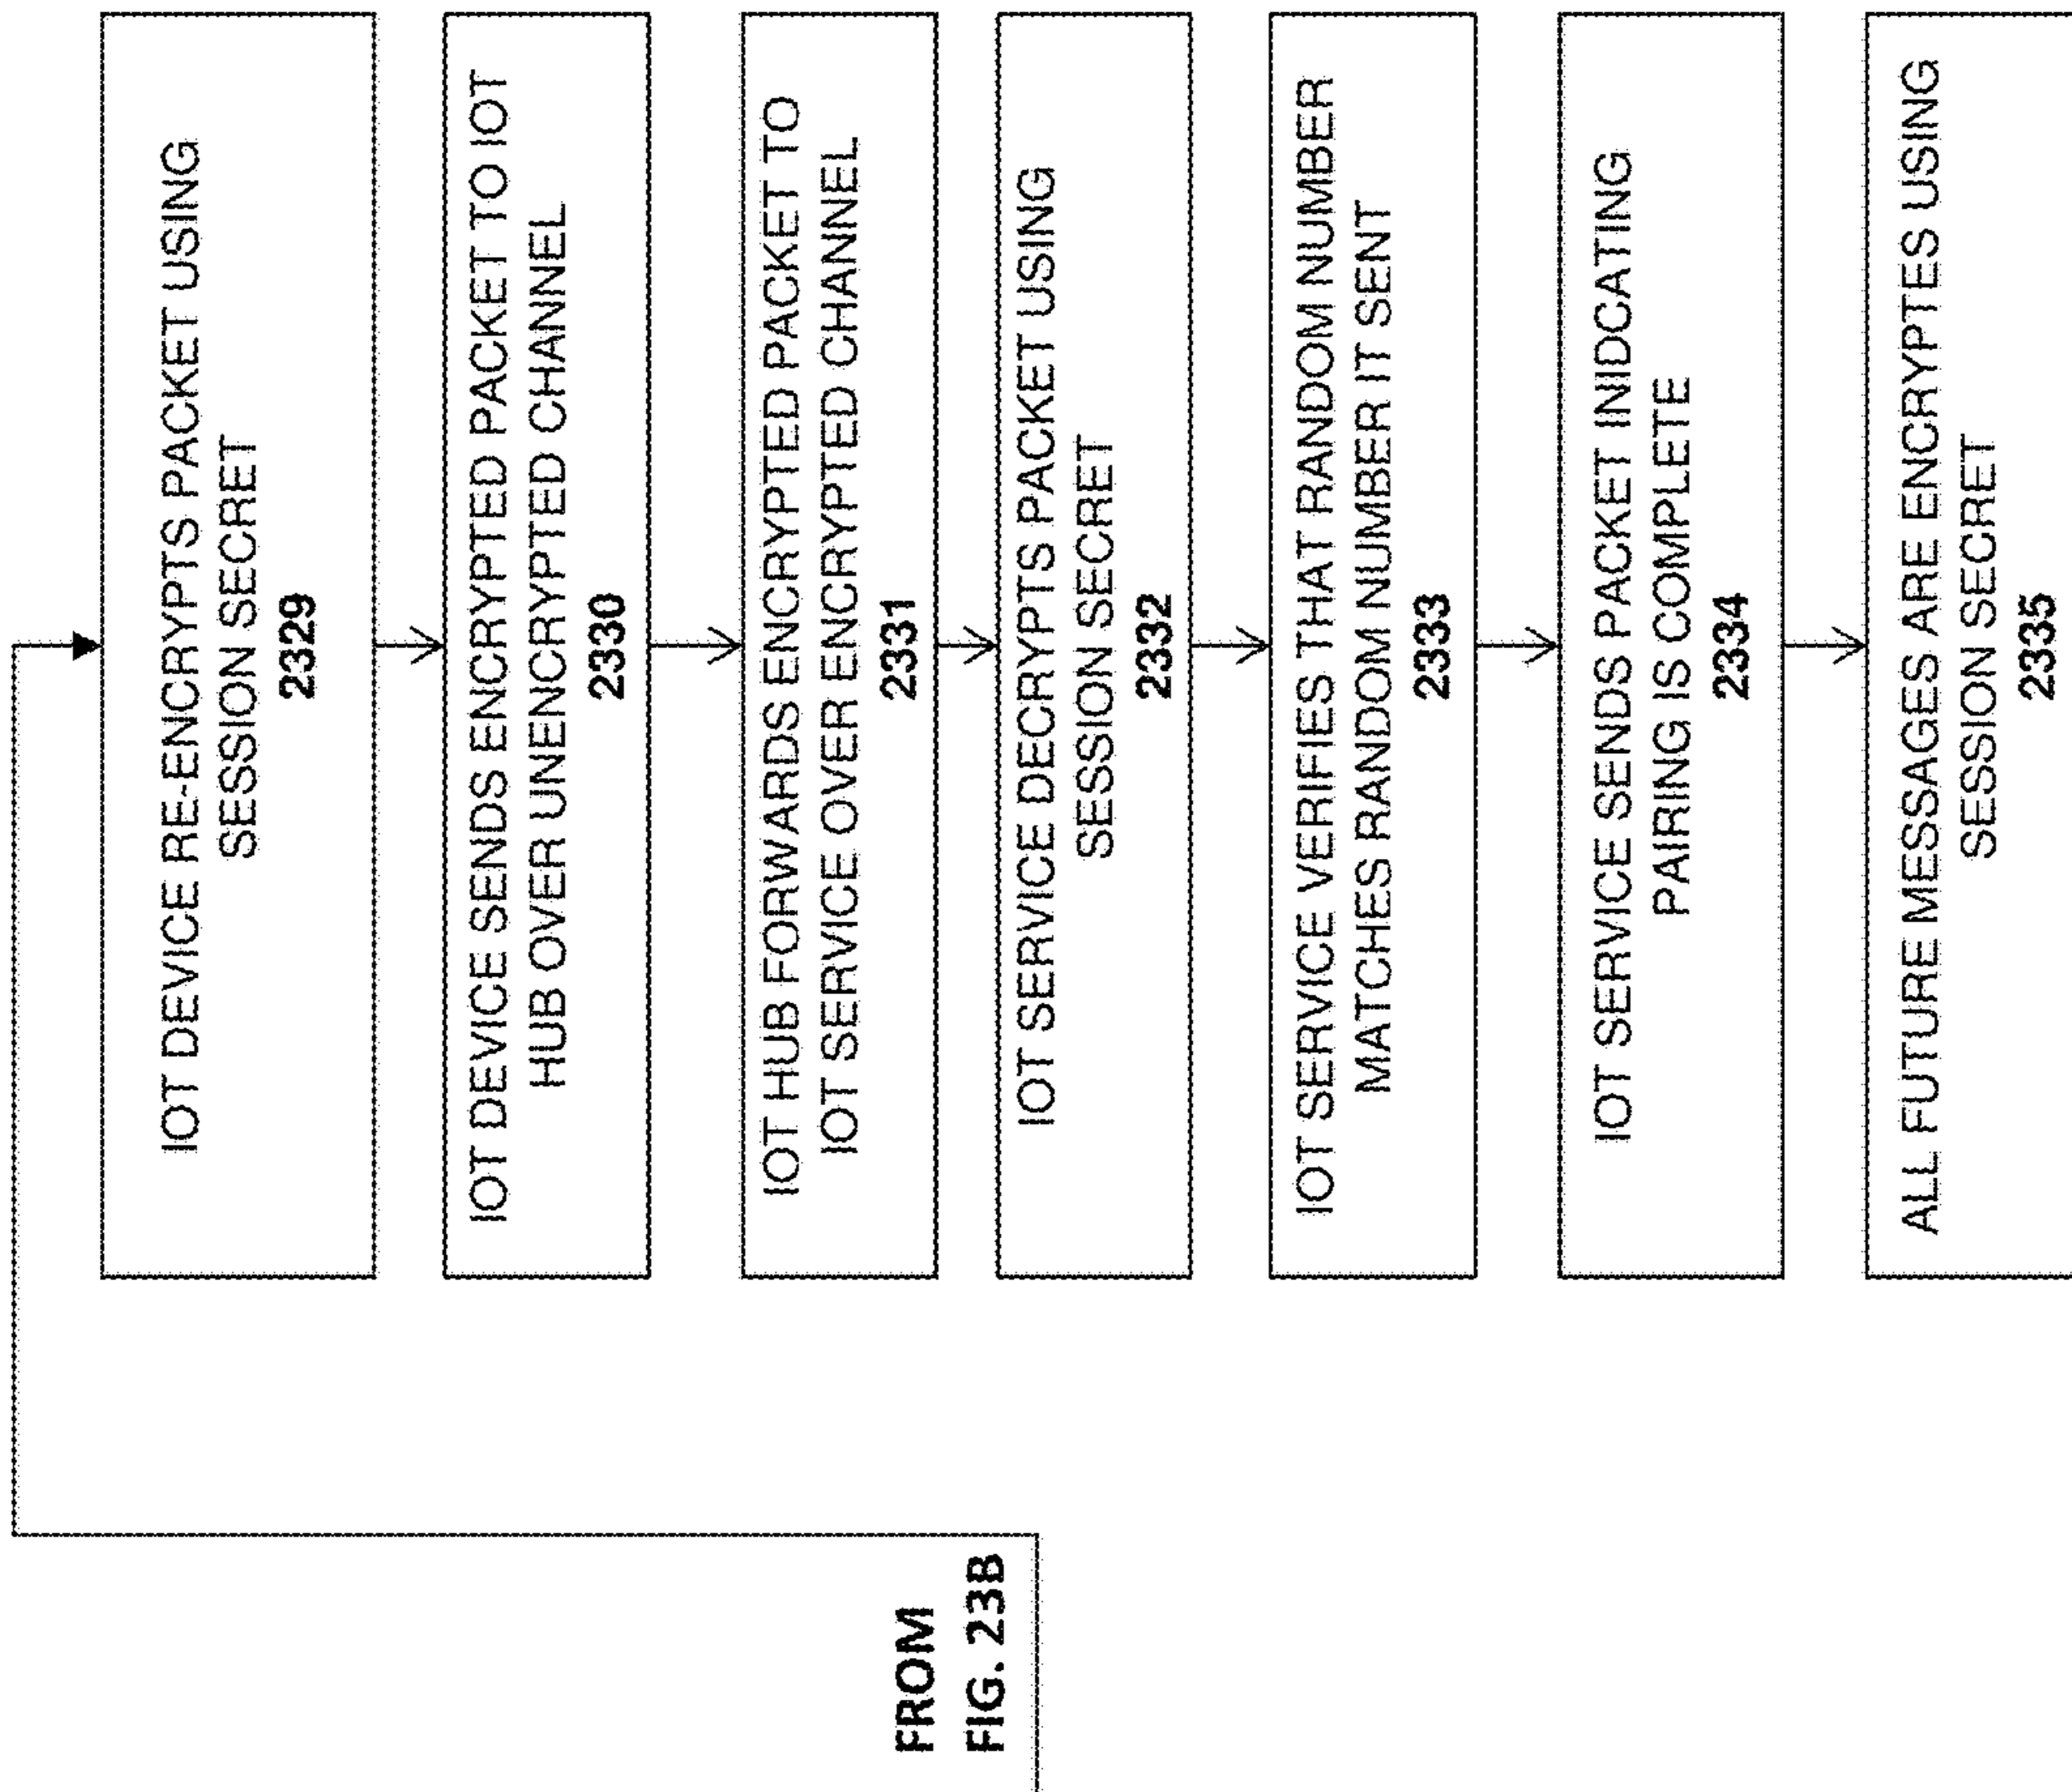 FROM
FIG. 23B
IOT DEVICE RE-ENCRYPTS PACKET USING
SESSION SECRET
2329
IOT DEVICE SENDS ENCRYPTED PACKET TO IOT
HUB OVER UNENCRYPTED CHANNEL
2330
IOT HUB FORWARDS ENCRYPTED PACKET TO
IOT SERVICE OVER ENCRYPTED CHANNEL
2331
IOT SERVICE DECRYPTS PACKET USING
SESSION SECRET
2332
IOT SERVICE VERIFIES THAT RANDOM NUMBER
MATCHES RANDOM NUMBER IT SENT
2333
IOT SERVICE SENDS PACKET INIDCATING
PAIRING IS COMPLETE
2334
ALL FUTURE MESSAGES ARE ENCRYPTES USING
SESSION SECRET
2335